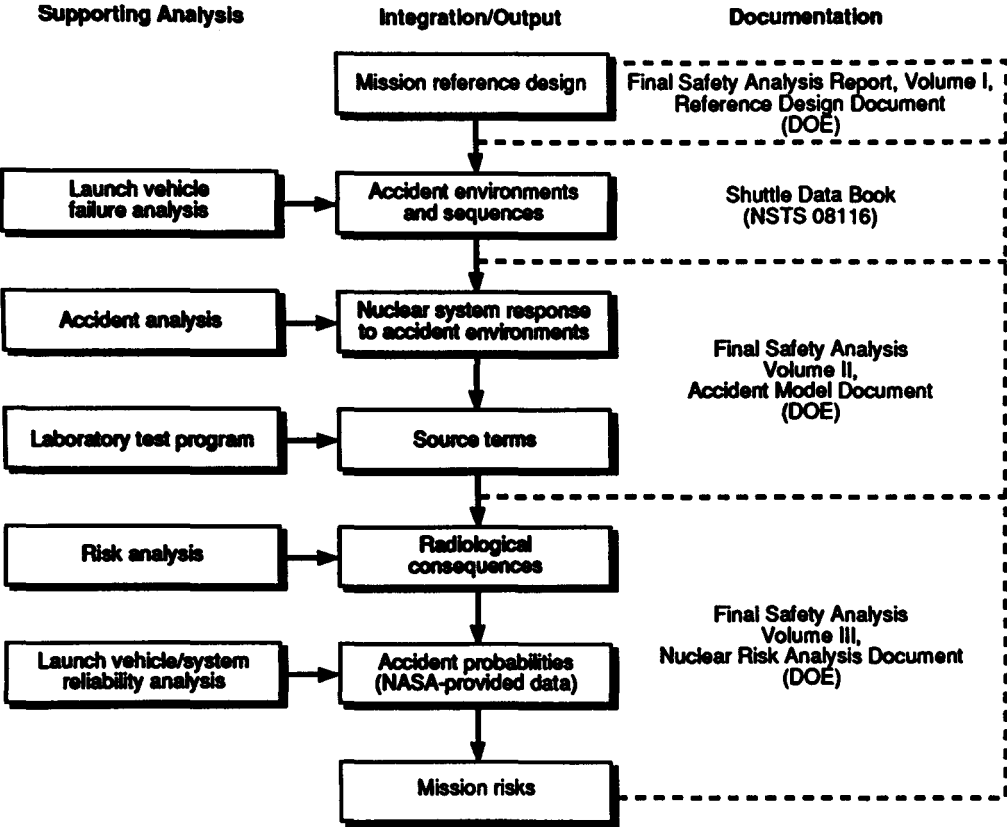 Supporting Analysis
Integration/Output
Documentation
Mission reference design
Final Safety Analysis Report, Volume I,
Reference Design Document
(DOE)
Launch vehicle
failure analysis
Accident environments
and sequences
Shuttle Data Book
(NSTS 08116)
Accident analysis
Nuclear system response
to accident environments
Final Safety Analysis
Volume II,
Accident Model Document
(DOE)
Laboratory test program
Source terms
Risk analysis
Radiological
consequences
Final Safety Analysis
Volume III,
Nuclear Risk Analysis Document
(DOE)
Launch vehicle/system
reliability analysis
Accident probabilities
(NASA-provided data)
Mission risks